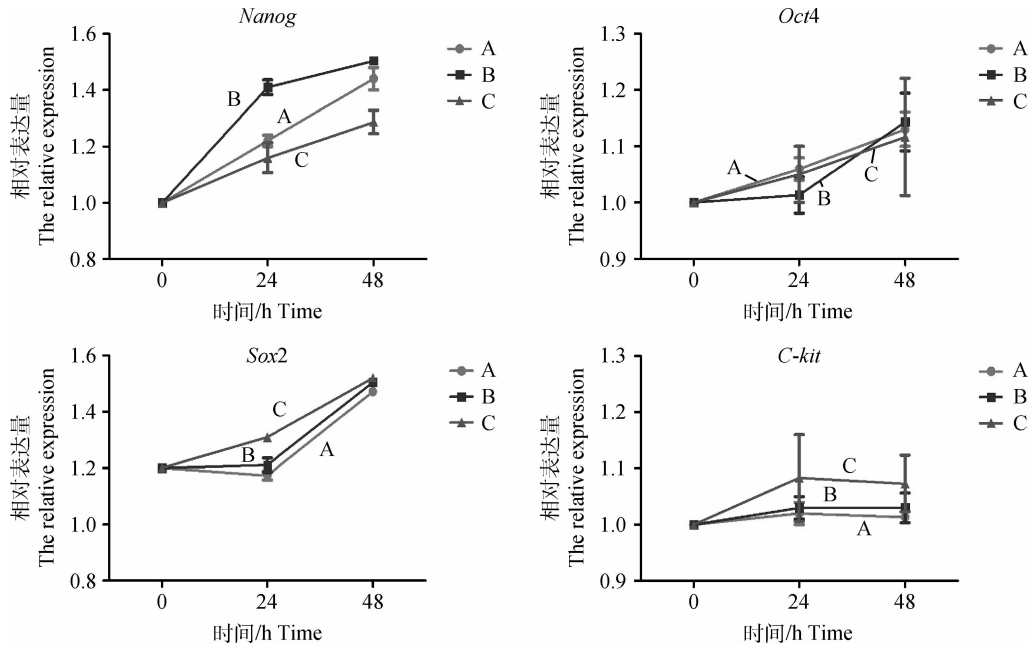 Nanog
相对表达量
The relative expression
1.6
1.4
1.2
1.0
0.8
B
A
C
0
24
48
时间/h Time
A
B
C
Oct4
相对表达量
The relative expression
1.3
1.2
1.1
1.0
0.9
A
B
C
0
24
48
时间/h Time
A
B
C
Sox2
相对表达量
The relative expression
1.6
1.4
1.2
1.0
0.8
C
B
A
0
24
48
时间/h Time
A
B
C
C-kit
相对表达量
The relative expression
1.3
1.2
1.1
1.0
0.9
C
B
A
0
24
48
时间/h Time
A
B
C